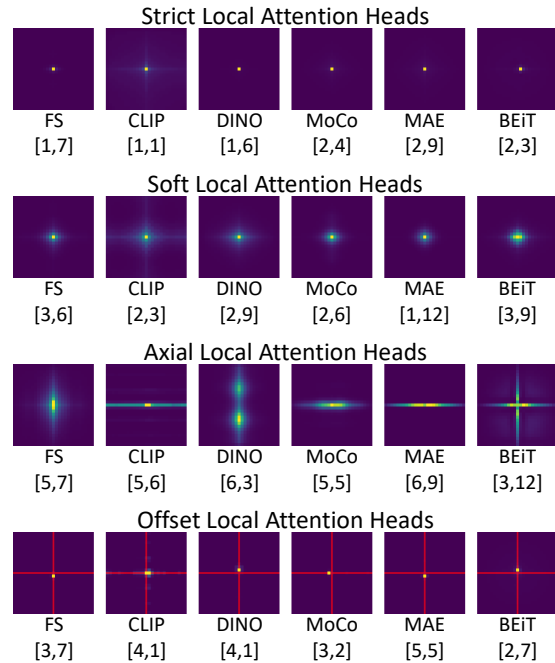 Strict Local Attention Heads
FS CLIP DINO MoCo MAE BEiT
[1,7] [1,1] [1,6] [2,4] [2,9] [2,3]
Soft Local Attention Heads
FS CLIP DINO MoCo MAE BEiT
[3,6] [2,3] [2,9] [2,6] [1,12] [3,9]
Axial Local Attention Heads
FS CLIP DINO MoCo MAE BEiT
[5,7] [5,6] [6,3] [5,5] [6,9] [3,12]
Offset Local Attention Heads
FS CLIP DINO MoCo MAE BEiT
[3,7] [4,1] [4,1] [3,2] [5,5] [2,7]